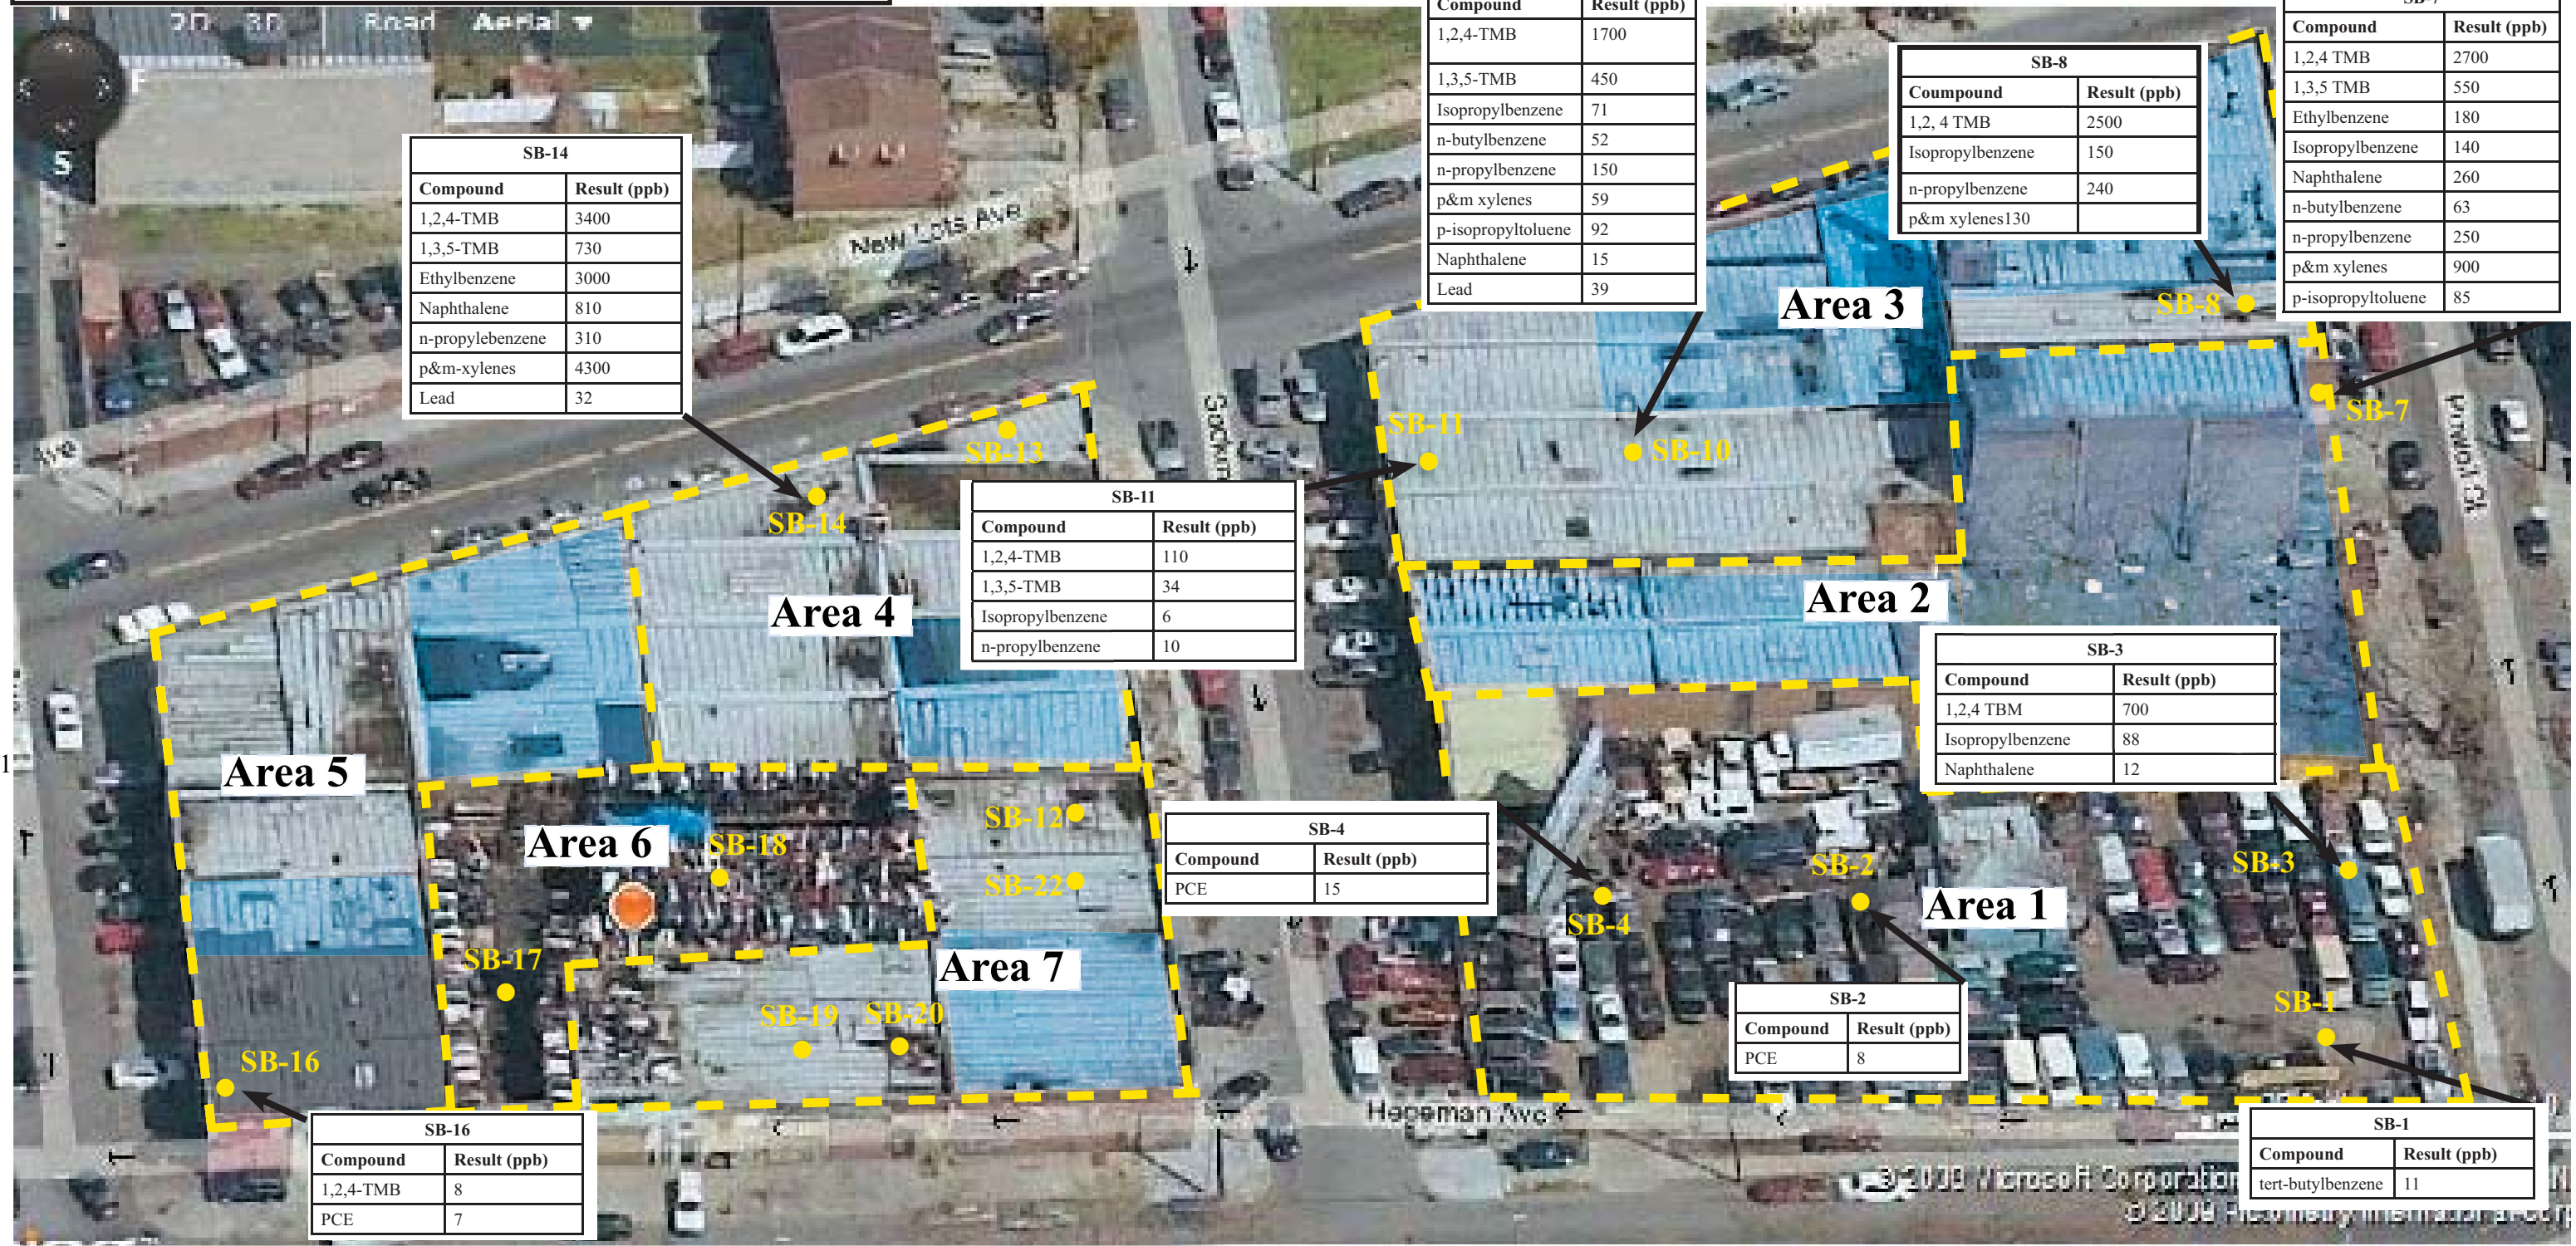 2D 3D Road Aerial
S
SB-14
Compound Result (ppb)
1,2,4-TMB 3400
1,3,5-TMB 730
Ethylbenzene 3000
Naphthalene 810
n-propylebenzene 310
p&m-xylenes 4300
Lead 32
Compound Result (ppb)
1,2,4-TMB 1700
1,3,5-TMB 450
Isopropylbenzene 71
n-butylbenzene 52
n-propylbenzene 150
p&m xylenes 59
p-isopropyltoluene 92
Naphthalene 15
Lead 39
SB-8
Coumpound Result (ppb)
1,2, 4 TMB 2500
Isopropylbenzene 150
n-propylbenzene 240
p&m xylenes130
SB-7
Compound Result (ppb)
1,2,4 TMB 2700
1,3,5 TMB 550
Ethylbenzene 180
Isopropylbenzene 140
Naphthalene 260
n-butylbenzene 63
n-propylbenzene 250
p&m xylenes 900
p-isopropyltoluene 85
New Lots Ave
Ave
Area 3
SB-8
SB-7
SB-11
SB-10
SB-13
SB-14
SB-11
Compound Result (ppb)
1,2,4-TMB 110
1,3,5-TMB 34
Isopropylbenzene 6
n-propylbenzene 10
Area 4
Area 2
SB-3
Compound Result (ppb)
1,2,4 TBM 700
Isopropylbenzene 88
Naphthalene 12
1
Area 5
Area 6
SB-18
SB-12
SB-22
SB-4
Compound Result (ppb)
PCE 15
SB-4
SB-2
Area 1
SB-3
SB-17
Area 7
SB-19
SB-20
SB-2
Compound Result (ppb)
PCE 8
SB-1
SB-16
Hegeman Ave
SB-16
Compound Result (ppb)
1,2,4-TMB 8
PCE 7
SB-1
Compound Result (ppb)
tert-butylbenzene 11
© 2009 Microsoft Corporation
© 2009 Pictometry International Corp